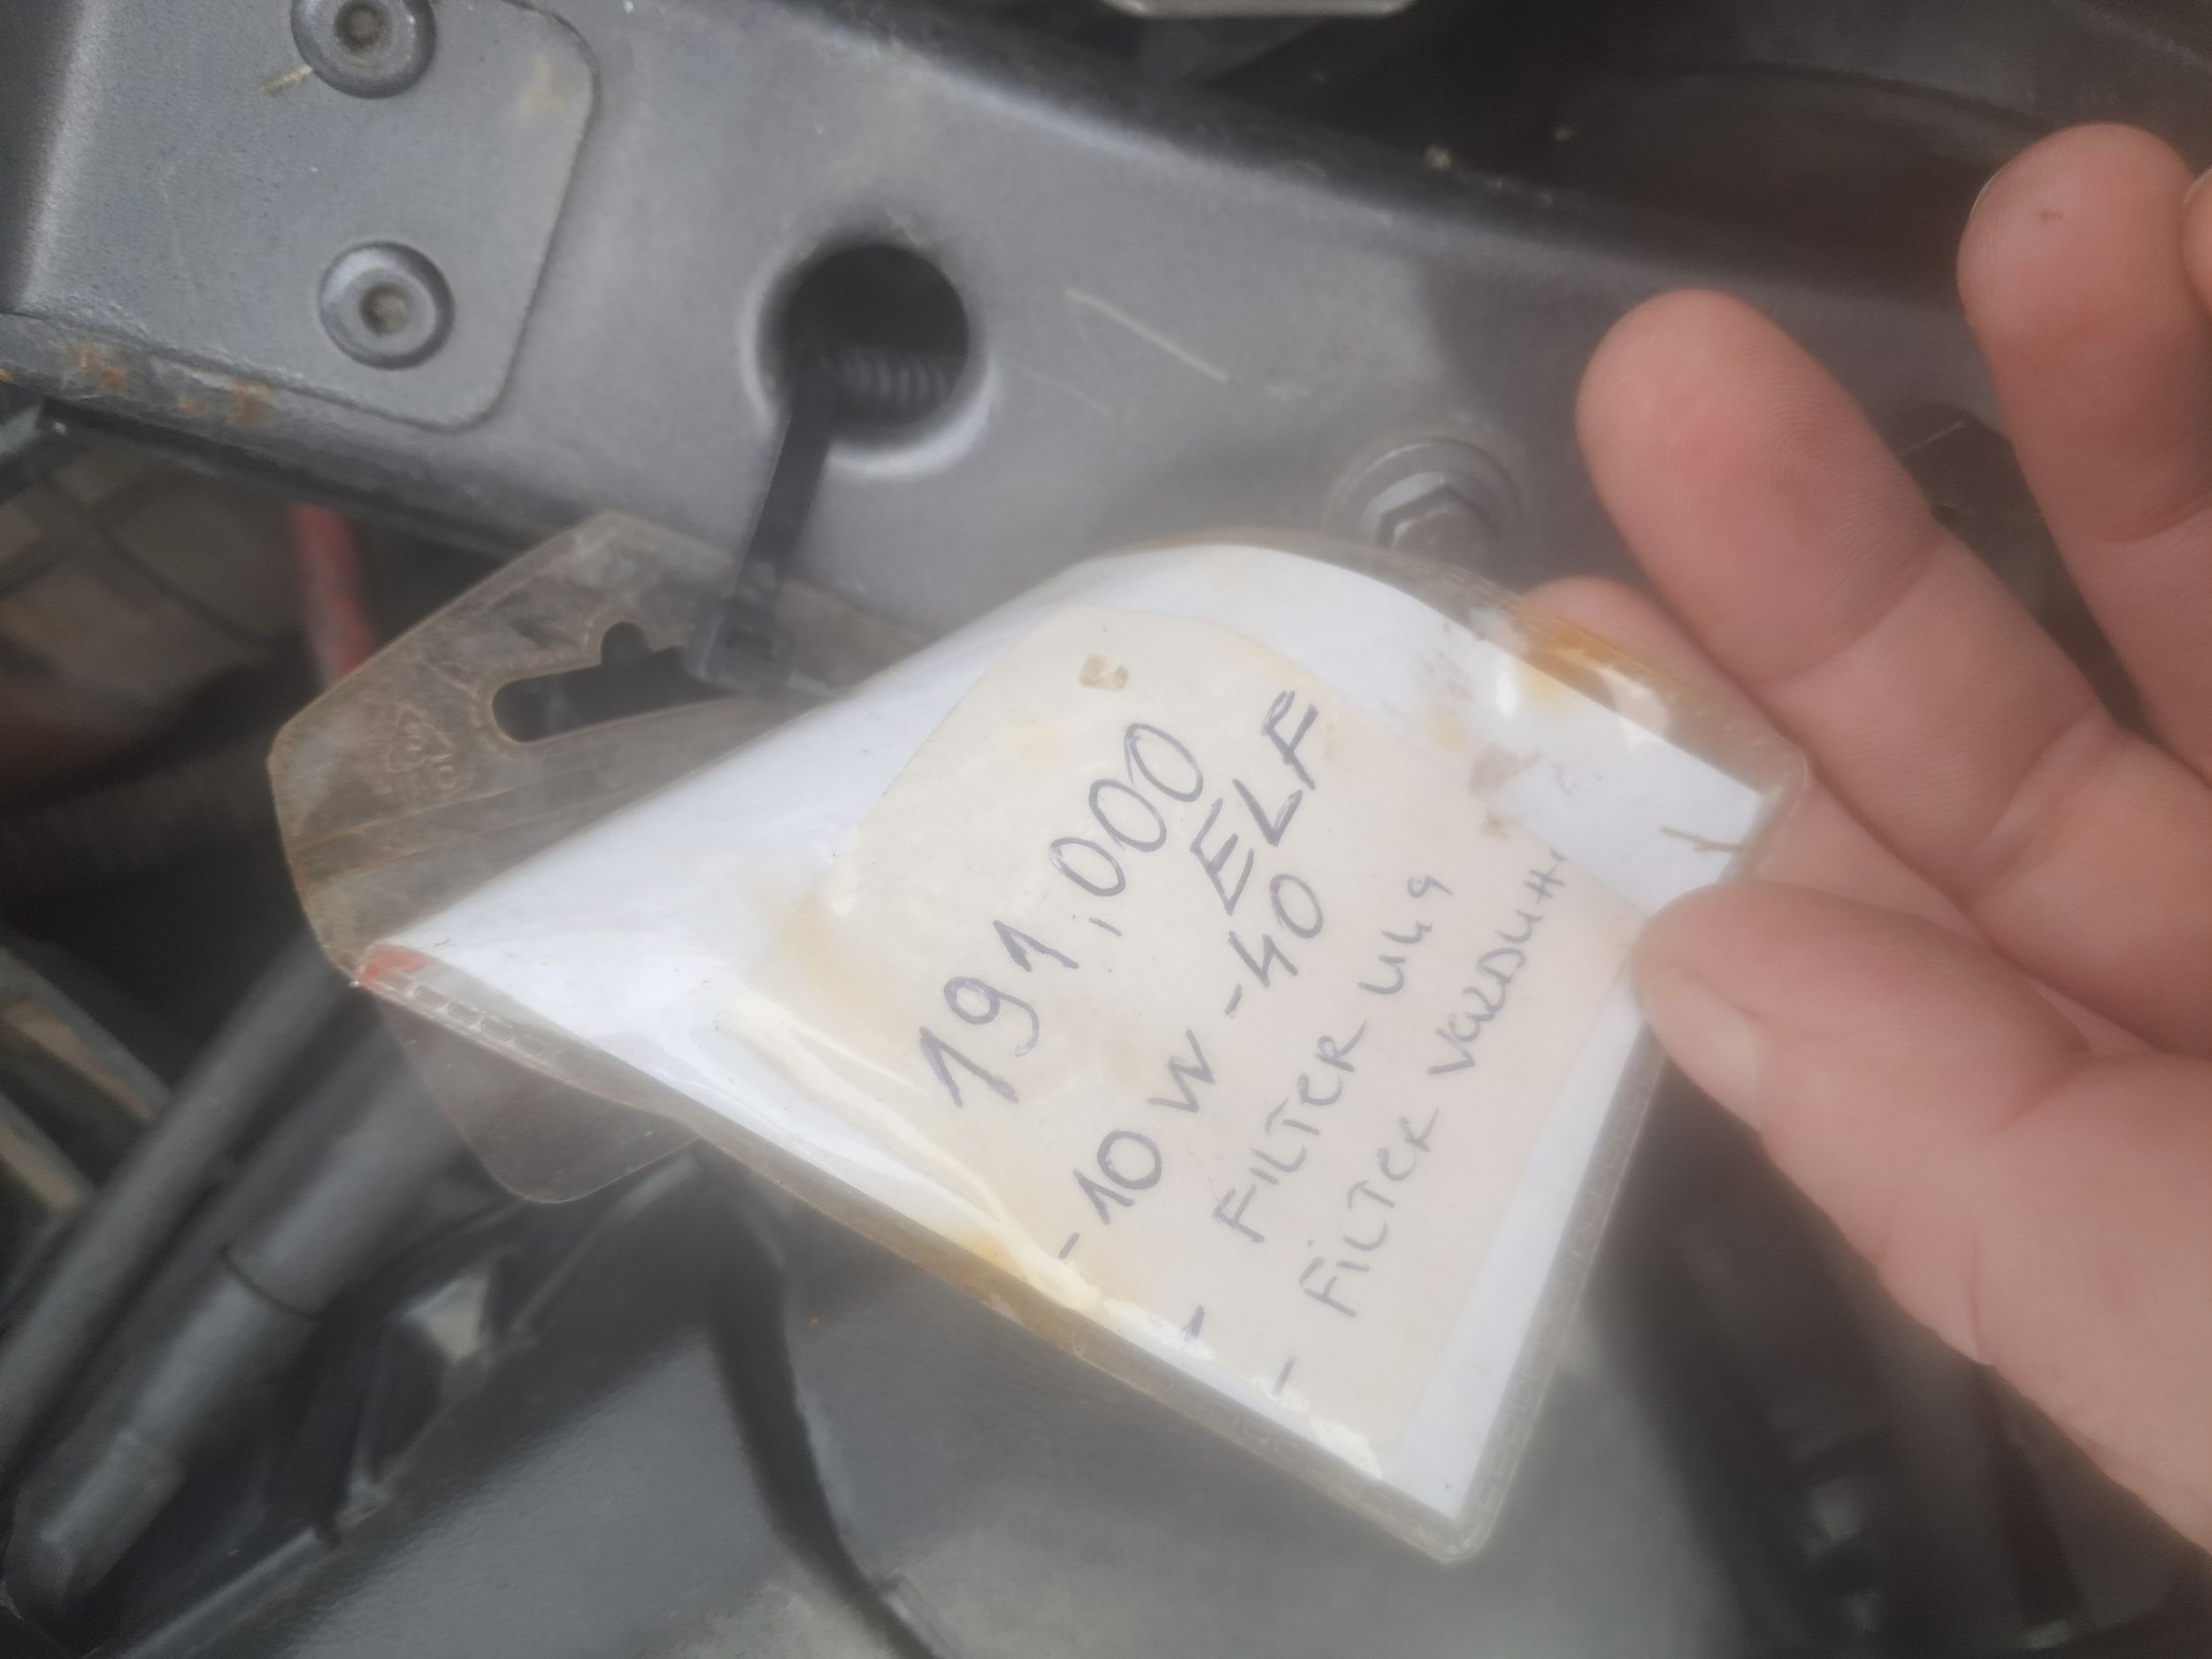 191.000
ELF
- 10W-40
- FILTER ULJA
- FILTER VAZDUHA